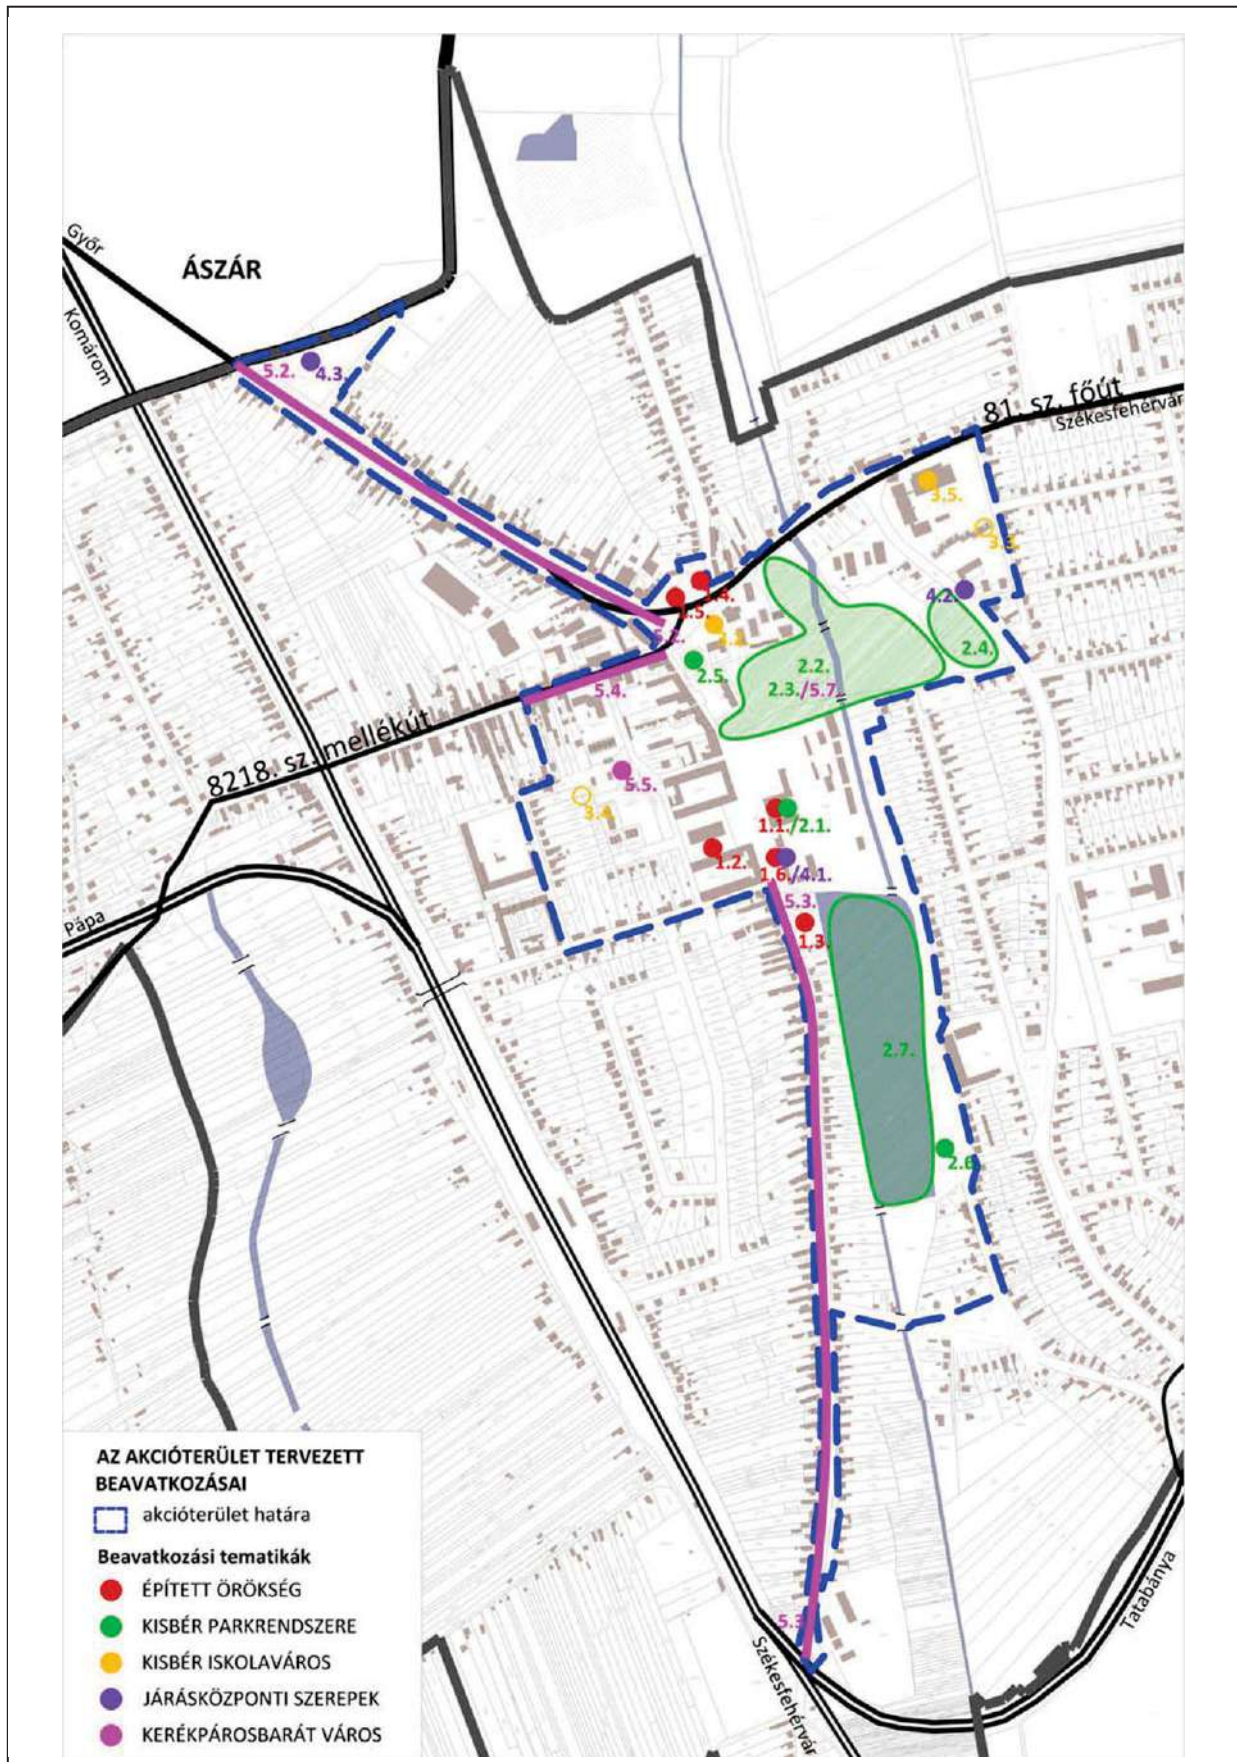 Győr
ÁSZÁR
Komárom
5.2.
4.3.
81. sz. főút
Székesfehérvár
3.5.
4.2.
1.4.
2.4.
2.2.
2.5.
2.3./5.7.
5.4.
8218. sz. mellékút
5.5.
3.4.
1.1./2.1.
1.2.
1.6./4.1.
5.3.
Pápa
1.3.
2.7.
2.6.
AZ AKCIÓTERÜLET TERVEZETT
BEAVATKOZÁSAI
akcióterület határa
Beavatkozási tematikák
ÉPÍTETT ÖRÖKSÉG
KISBÉR PARKRENDSZERE
KISBÉR ISKOLAVÁROS
JÁRÁSKÖZPONTI SZEREPEK
KERÉKPÁROSBARÁT VÁROS
5.3.
Székesfehérvár
Tatabánya